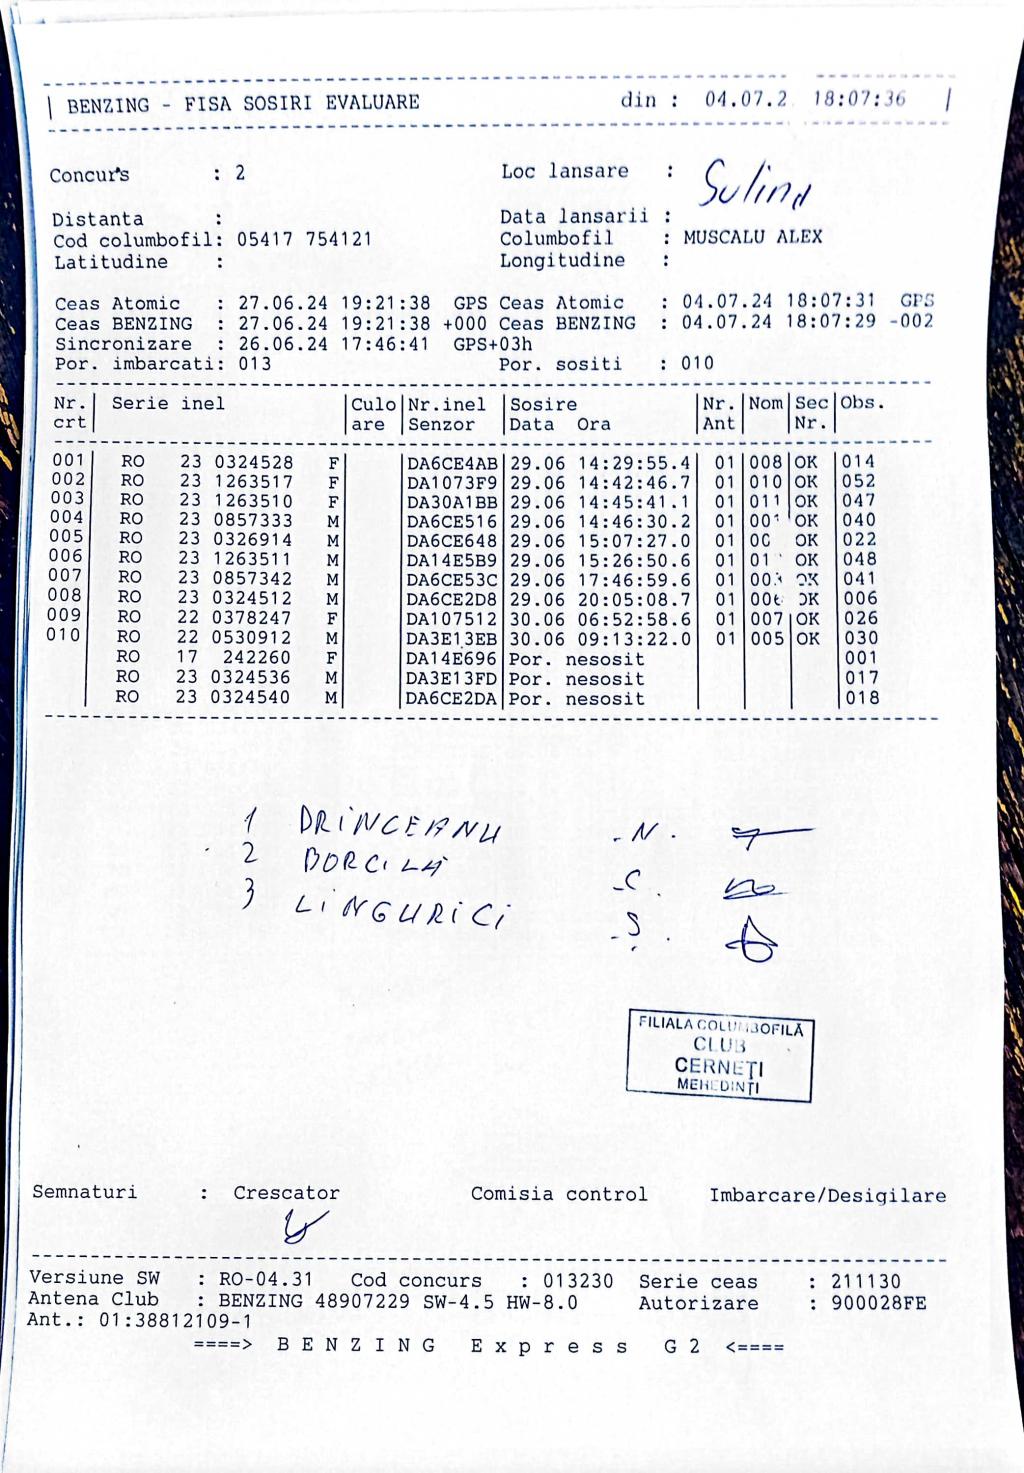 | BENZING - FISA SOSIRI EVALUARE din : 04.07.2 18:07:36 |
Concurs : 2 Loc lansare : Sulina
Distanta : Data lansarii :
Cod columbofil: 05417 754121 Columbofil : MUSCALU ALEX
Latitudine : Longitudine :
Ceas Atomic : 27.06.24 19:21:38 GPS Ceas Atomic : 04.07.24 18:07:31 GPS
Ceas BENZING : 27.06.24 19:21:38 +000 Ceas BENZING : 04.07.24 18:07:29 -002
Sincronizare : 26.06.24 17:46:41 GPS+03h
Por. imbarcati: 013 Por. sositi : 010
Nr.| Serie inel |Culo|Nr.inel |Sosire |Nr.|Nom|Sec|Obs.
crt| |are |Senzor |Data Ora |Ant| |Nr.|
001| RO 23 0324528 F| |DA6CE4AB|29.06 14:29:55.4| 01|008|OK |014
002| RO 23 1263517 F| |DA1073F9|29.06 14:42:46.7| 01|010|OK |052
003| RO 23 1263510 F| |DA30A1BB|29.06 14:45:41.1| 01|011|OK |047
004| RO 23 0857333 M| |DA6CE516|29.06 14:46:30.2| 01|00 |OK |040
005| RO 23 0326914 M| |DA6CE648|29.06 15:07:27.0| 01|0 OK |022
006| RO 23 1263511 M| |DA14E5B9|29.06 15:26:50.6| 01|01 OK |048
007| RO 23 0857342 M| |DA6CE53C|29.06 17:46:59.6| 01|00 OK |041
008| RO 23 0324512 M| |DA6CE2D8|29.06 20:05:08.7| 01|00 OK |006
009| RO 22 0378247 F| |DA107512|30.06 06:52:58.6| 01|007|OK |026
010| RO 22 0530912 M| |DA3E13EB|30.06 09:13:22.0| 01|005|OK |030
RO 17 242260 F| |DA14E696|Por. nesosit | | | |001
RO 23 0324536 M| |DA3E13FD|Por. nesosit | | | |017
RO 23 0324540 M| |DA6CE2DA|Por. nesosit | | | |018
1 DRINCEANU .N.
2 BORCILĂ -C.
3 LINGURICI -Ș.
FILIALA COLUMBOFILĂ
CLUB
CERNEȚI
MEHEDINȚI
Semnaturi : Crescator Comisia control Imbarcare/Desigilare
Versiune SW : RO-04.31 Cod concurs : 013230 Serie ceas : 211130
Antena Club : BENZING 48907229 SW-4.5 HW-8.0 Autorizare : 900028FE
Ant.: 01:38812109-1
====> B E N Z I N G E x p r e s s G 2 <====